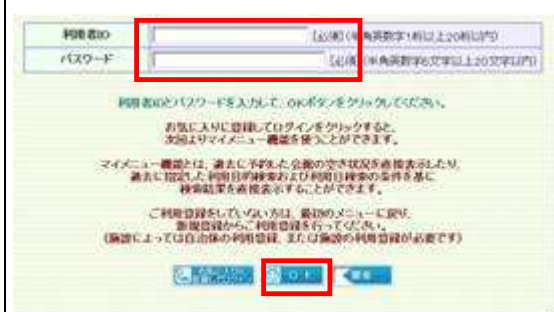 利用者ID [必須](半角英数字1桁以上20桁以内)
パスワード [必須](半角英数字6文字以上20文字以内)
利用者IDとパスワードを入力して、OKボタンをクリックしてください。
お気に入りに登録してログインをクリックすると、
次回よりマイメニュー機能を使うことができます。
マイメニュー機能とは、過去に予約した会館の空き状況を直接表示したり、
過去に指定した利用目的検索および利用日検索の条件を基に
検索結果を直接表示することができます。
ご利用登録をしていない方は、最初のメニューに戻り、
新規登録からご利用登録を行ってください。
(施設によっては自治体の利用登録、または施設の利用登録が必要です)
OK